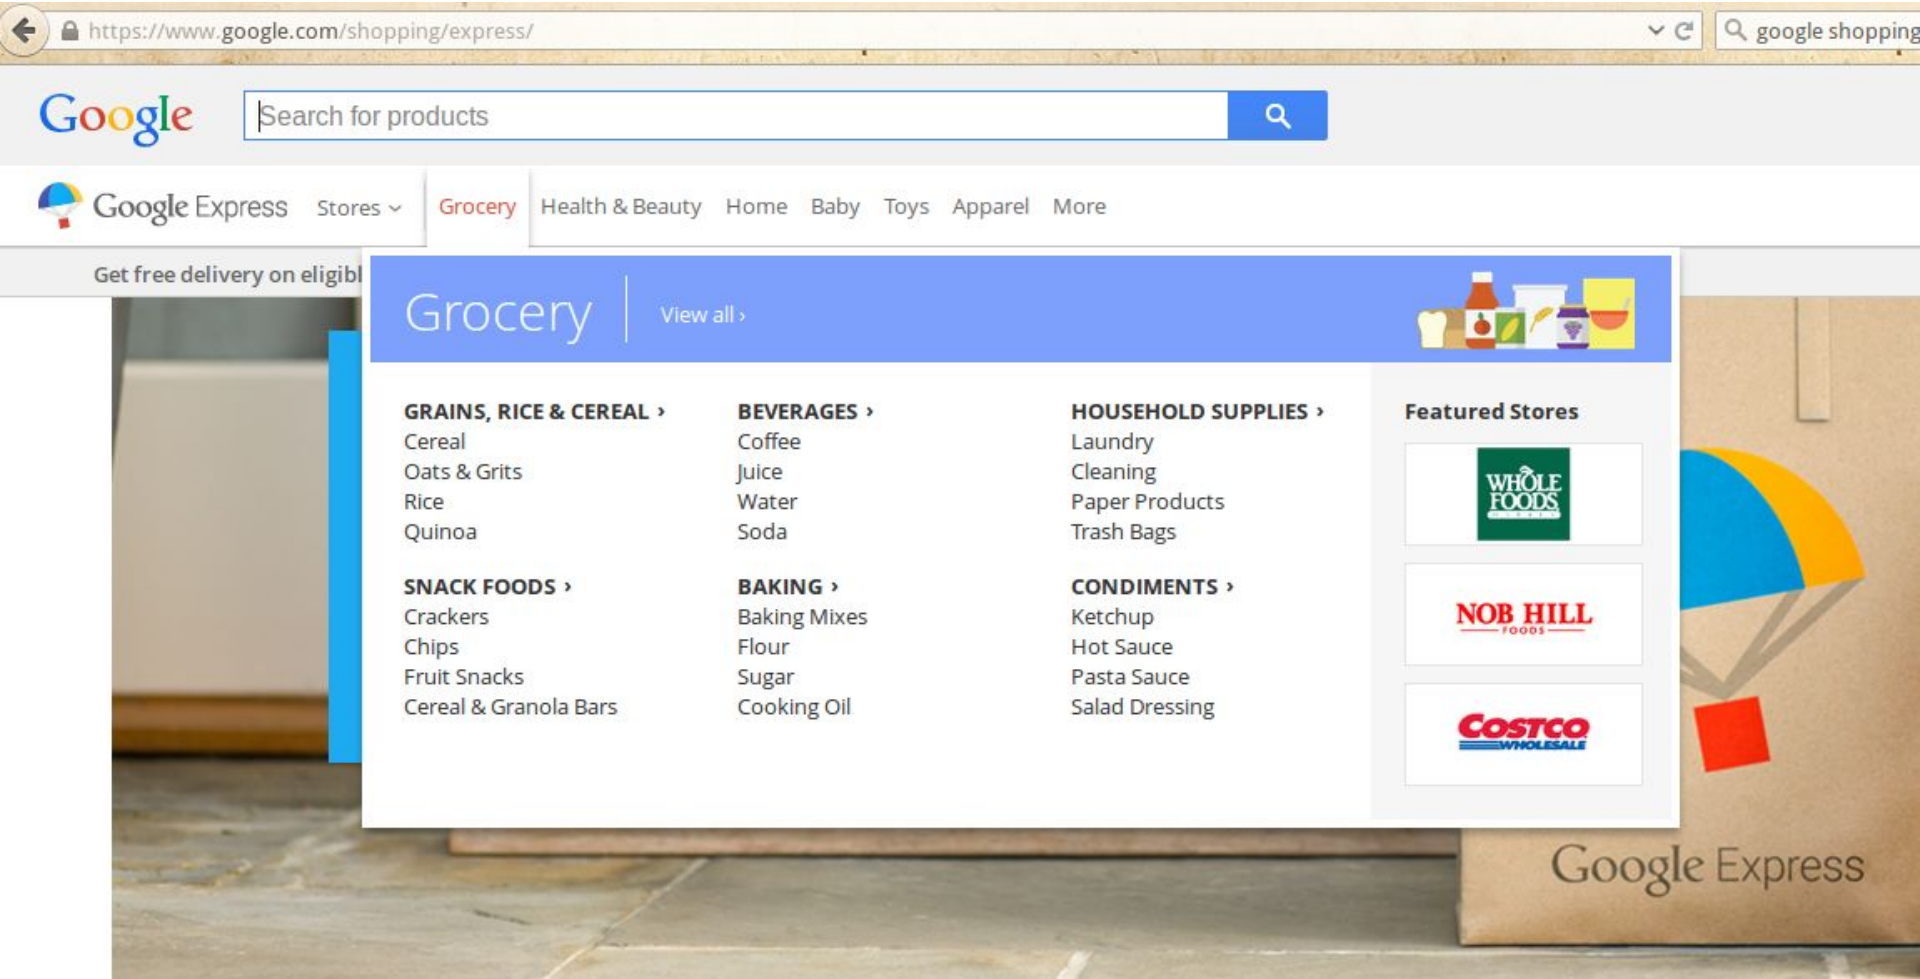 https://www.google.com/shopping/express/
google shopping
Google
Search for products
Google Express
Stores
Grocery
Health & Beauty
Home
Baby
Toys
Apparel
More
Get free delivery on
Grocery
View all ›
GRAINS, RICE & CEREAL ›
Cereal
Oats & Grits
Rice
Quinoa
BEVERAGES ›
Coffee
Juice
Water
Soda
HOUSEHOLD SUPPLIES ›
Laundry
Cleaning
Paper Products
Trash Bags
SNACK FOODS ›
Crackers
Chips
Fruit Snacks
Cereal & Granola Bars
BAKING ›
Baking Mixes
Flour
Sugar
Cooking Oil
CONDIMENTS ›
Ketchup
Hot Sauce
Pasta Sauce
Salad Dressing
Featured Stores
WHOLE
FOODS
MARKET
NOB HILL
FOODS
COSTCO
WHOLESALE
Google Express